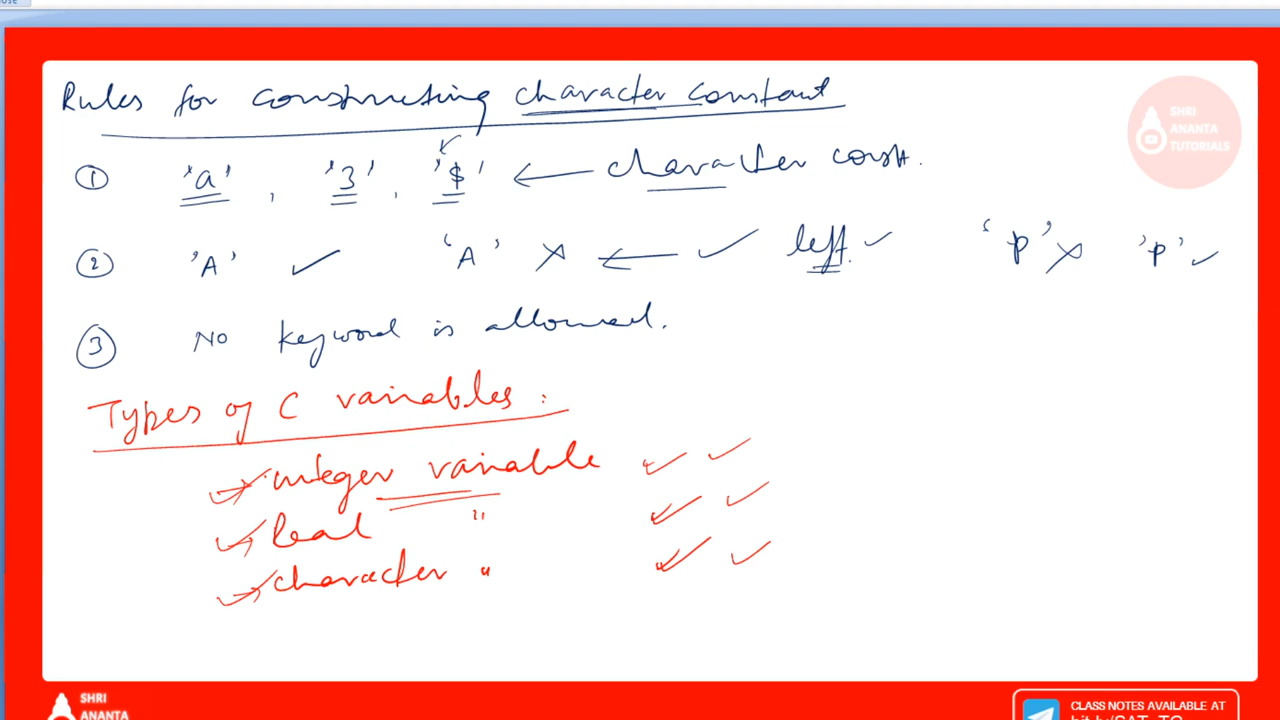 Rules for constructing character constant
SHRI
ANANTA
TUTORIALS
① 'a' , '3' , '$' ← character const.
② 'A' ✓ ‘A’ ✗ ← ✓ left ✓ ‘p’ ✗ 'p' ✓
③ No keyword is allowed.
Types of C variables :
→ integer variable ✓ ✓
→ Real " ✓ ✓
→ character " ✓ ✓
SHRI
ANANTA
CLASS NOTES AVAILABLE AT